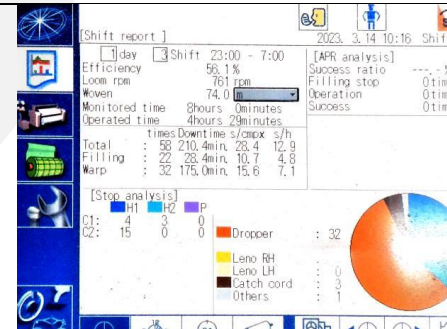 [Shift report ]
2023. 3.14 10:16 Shif
1 day 3 Shift 23:00 - 7:00
Efficiency 56.1%
Loom rpm 761 rpm
Woven 74.0 m
Monitored time 8hours 0minutes
Operated time 4hours 29minutes
[APR analysis]
Success ratio ---.-%
Filling stop 0tim
Operation 0tim
Success 0tim
times Downtime s/cmpx s/h
Total : 58 210.4min. 28.4 12.9
Filling : 22 28.4min. 10.7 4.8
Warp : 32 175.0min. 15.6 7.1
[Stop analysis]
H1 H2 P
C1: 4 3 0
C2: 15 0 0
Dropper : 32
Leno RH
Leno LH : 0
Catch cord : 3
Others : 1